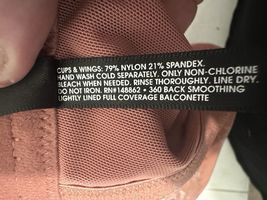 CUPS & WINGS: 79% NYLON 21% SPANDEX.
HAND WASH COLD SEPARATELY. ONLY NON-CHLORINE
BLEACH WHEN NEEDED. RINSE THOROUGHLY. LINE DRY.
DO NOT IRON. RN#148862 • 360 BACK SMOOTHING
LIGHTLY LINED FULL COVERAGE BALCONETTE